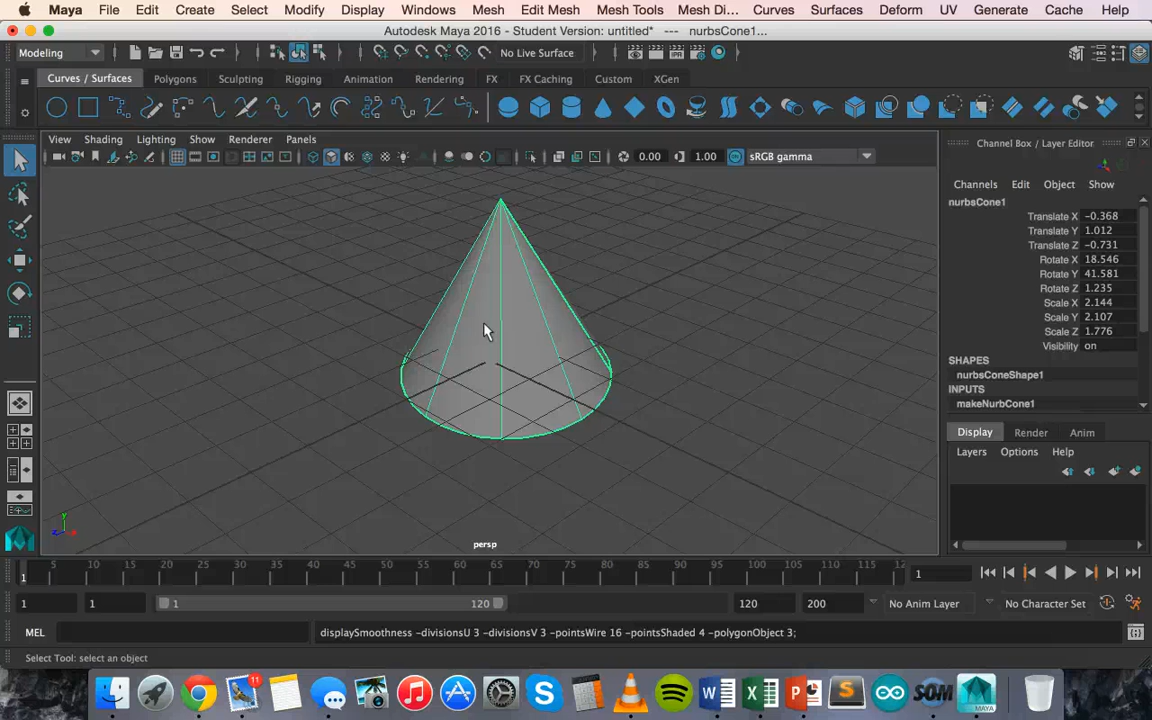 Maya File Edit Create Select Modify Display Windows Mesh Edit Mesh Mesh Tools Mesh Di... Curves Surfaces Deform UV Generate Cache Help
Autodesk Maya 2016 - Student Version: untitled* --- nurbsCone1...
Modeling No Live Surface
Curves / Surfaces Polygons Sculpting Rigging Animation Rendering FX FX Caching Custom XGen
View Shading Lighting Show Renderer Panels
0.00 1.00 sRGB gamma
Channel Box / Layer Editor
Channels Edit Object Show
nurbsCone1
Translate X -0.368
Translate Y 1.012
Translate Z -0.731
Rotate X 18.546
Rotate Y 41.581
Rotate Z 1.235
Scale X 2.144
Scale Y 2.107
Scale Z 1.776
Visibility on
SHAPES
nurbsConeShape1
INPUTS
makeNurbCone1
Display Render Anim
Layers Options Help
persp
1 5 10 15 20 25 30 35 40 45 50 55 60 65 70 75 80 85 90 95 100 105 110 115 12
1
1 1 1 120 120 200 No Anim Layer No Character Set
MEL displaySmoothness -divisionsU 3 -divisionsV 3 -pointsWire 16 -pointsShaded 4 -polygonObject 3;
Select Tool: select an object
11
SOM
MAYA